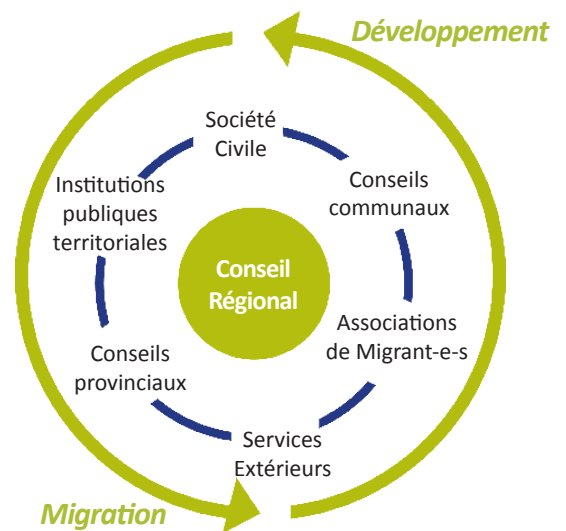 Développement
Société
Civile
Institutions
publiques
territoriales
Conseils
communaux
Conseil
Régional
Associations
de Migrant-e-s
Conseils
provinciaux
Services
Extérieurs
Migration